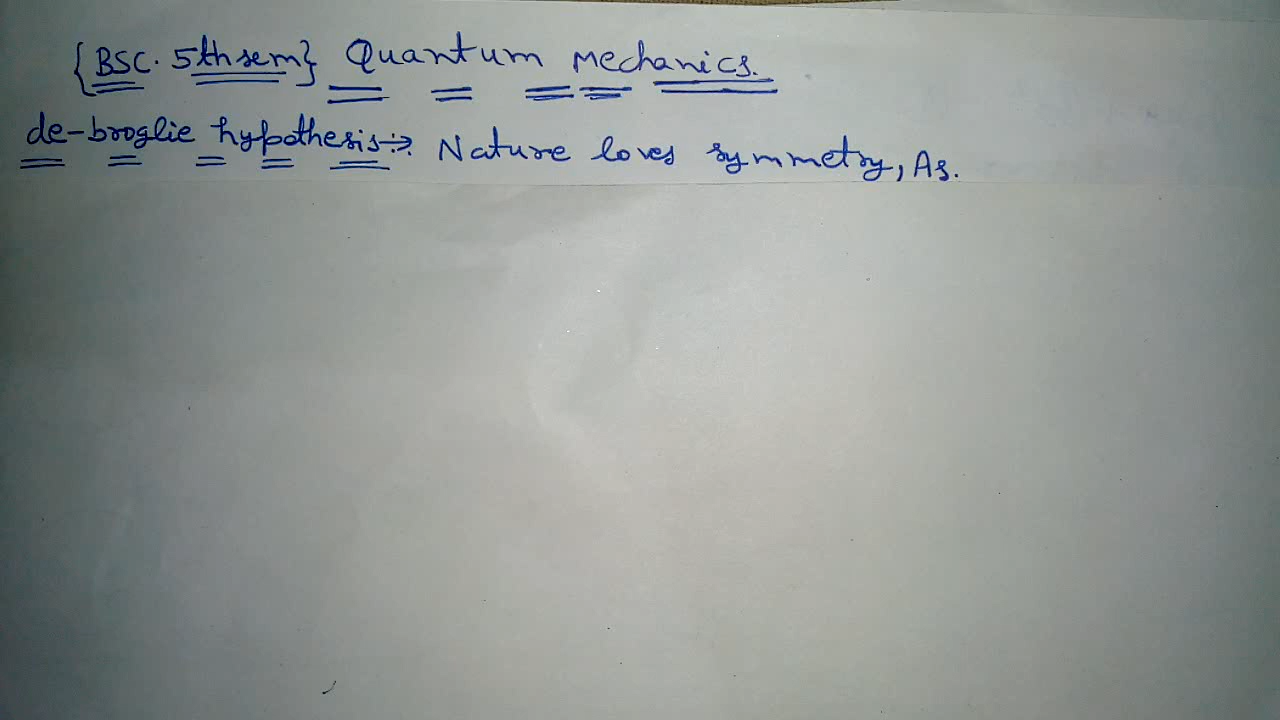 {BSC. 5th sem} Quantum Mechanics.
de-broglie hypothesis:→ Nature loves symmetry, As.